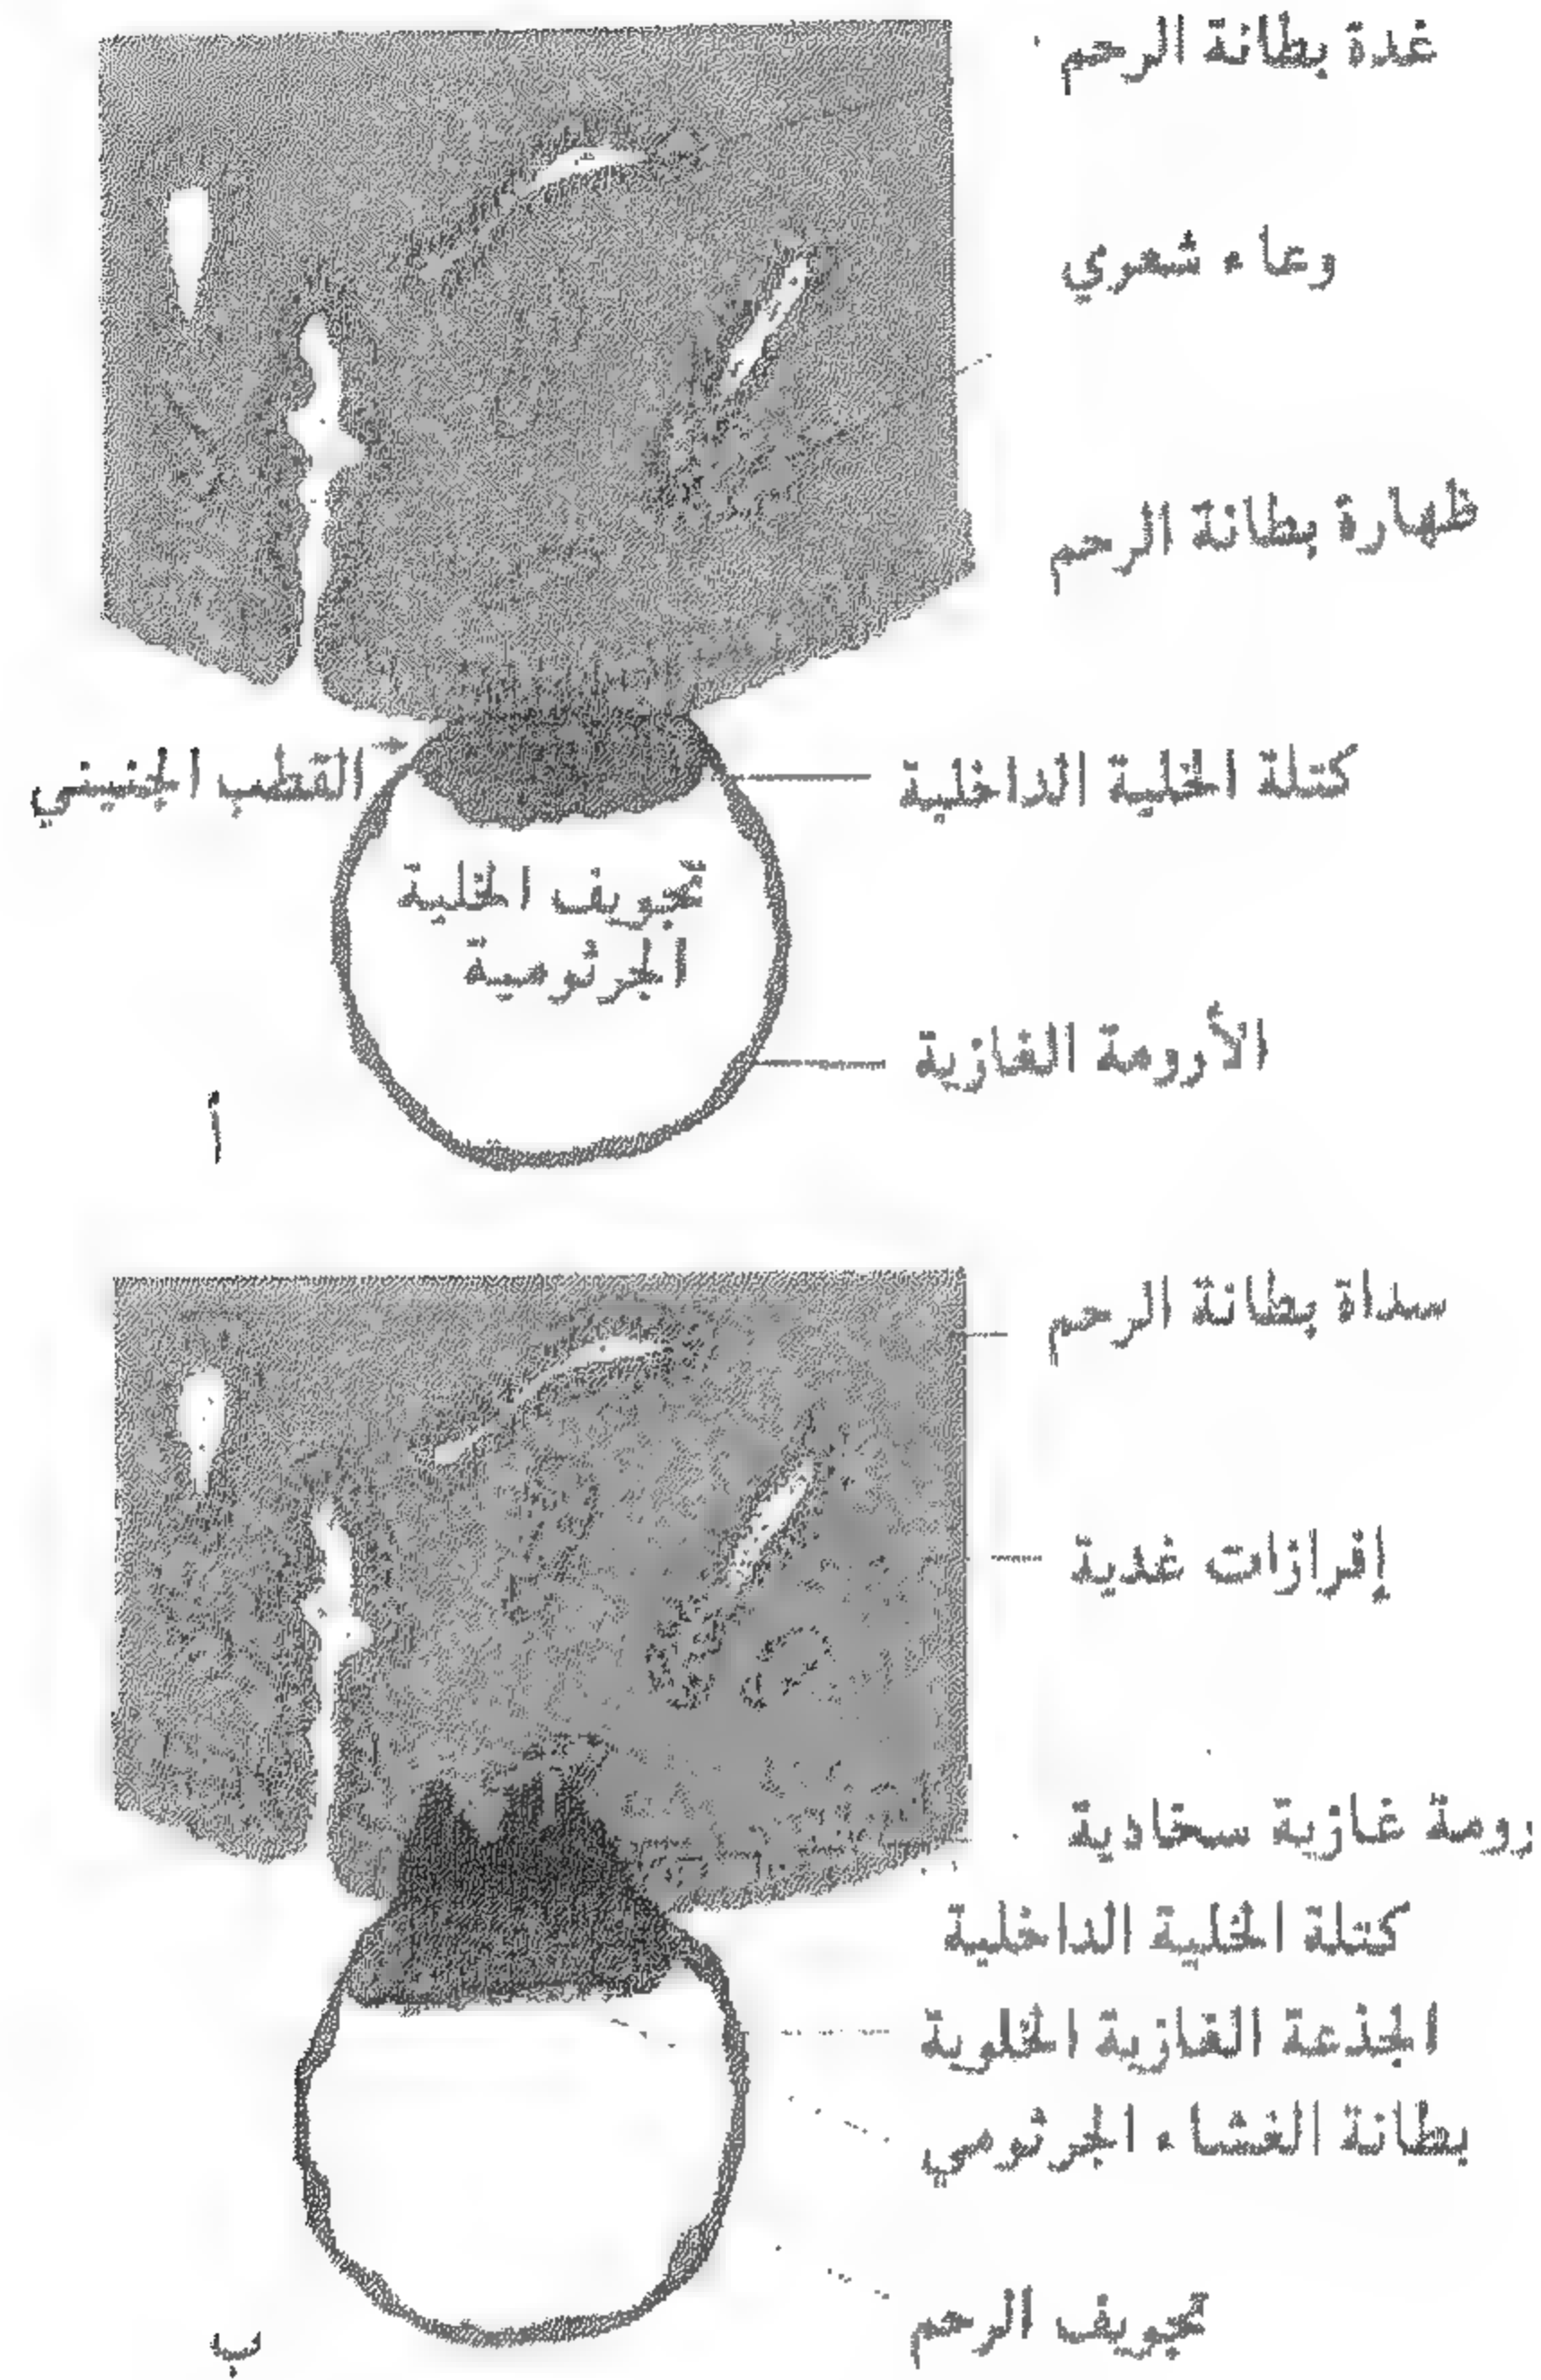 غدة بطانة الرحم
وعاء شعري
ظهارة بطانة الرحم
القطب الجنيني
كتلة الخلية الداخلية
تجويف الخلية
الجرثومية
الأرومة الغازية
أ
سداة بطانة الرحم
إفرازات غدية
رومة غازية سخادية
كتلة الخلية الداخلية
الجذعة الغازية الخلوية
بطانة الغشاء الجرثومي
تجويف الرحم
ب